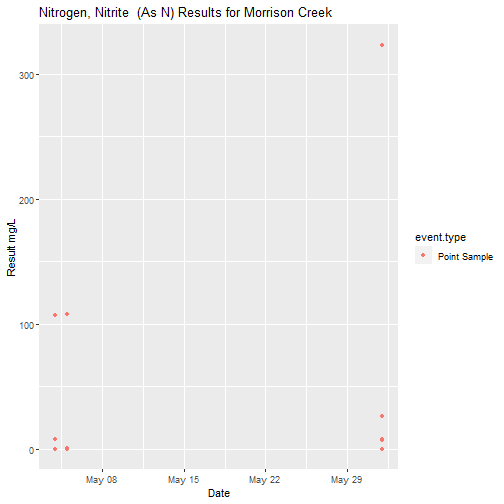 Nitrogen, Nitrite  (As N) Results for Morrison Creek
300
200
100
0
Result mg/L
May 08
May 15
May 22
May 29
Date
event.type
Point Sample